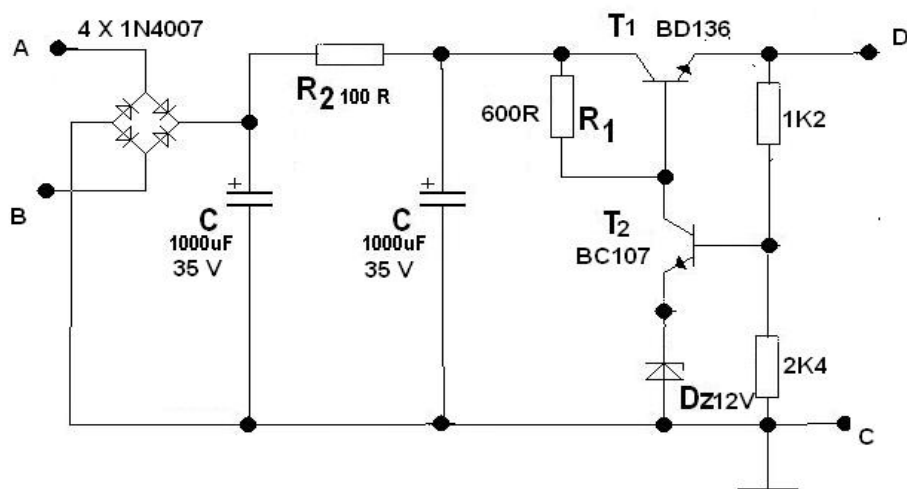 4 X 1N4007
A
B
R2 100 R
+
C
1000uF
35 V
+
C
1000uF
35 V
600R
R1
T1 BD136
D
1K2
T2
BC107
2K4
Dz12V
C